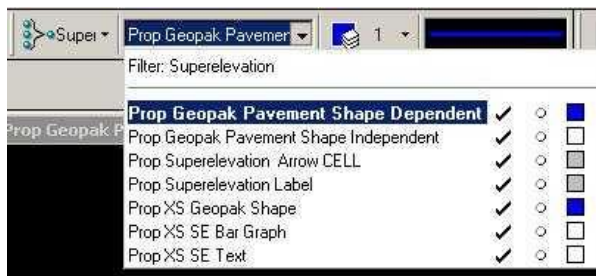 Super Prop Geopak Pavemer 1
Filter: Superelevation
Prop Geopak Pavement Shape Dependent
Prop Geopak P
Prop Geopak Pavement Shape Independent
Prop Superelevation Arrow CELL
Prop Superelevation Label
Prop XS Geopak Shape
Prop XS SE Bar Graph
Prop XS SE Text